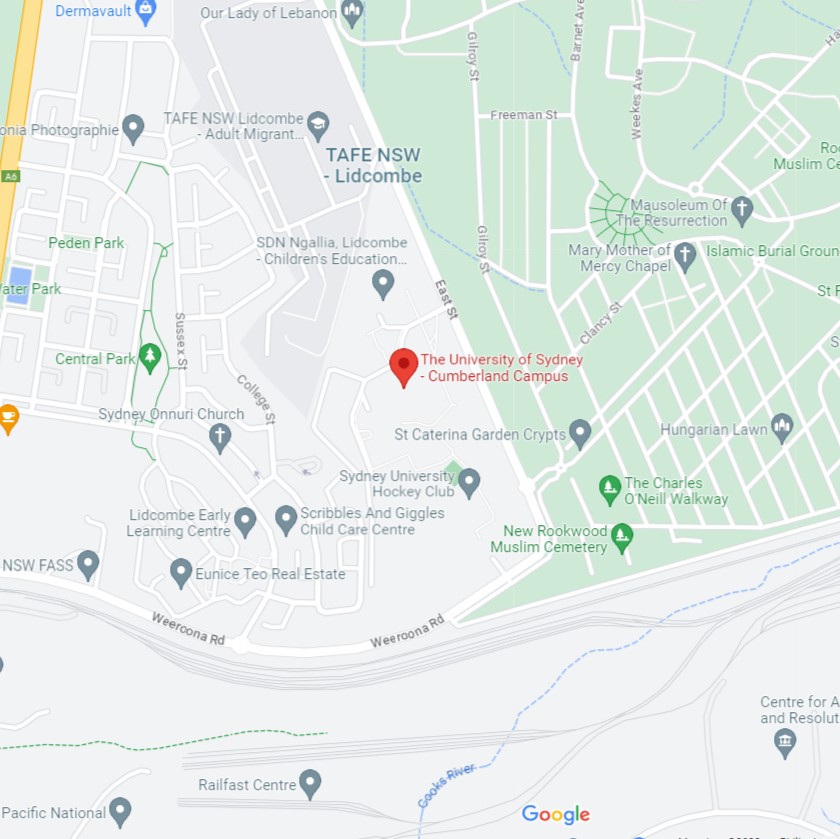 Dermavault
Our Lady of Lebanon
Gilroy St
Barnet Ave
Weekes Ave
onia Photographie
TAFE NSW Lidcombe
- Adult Migrant...
Freeman St
TAFE NSW
- Lidcombe
Muslim Ce
A6
Mausoleum Of
The Resurrection
Peden Park
SDN Ngallia, Lidcombe
- Children's Education...
Gilroy St
Mary Mother of
Mercy Chapel
Islamic Burial Groun
ater Park
East St
Clancy St
Sussex St
Central Park
The University of Sydney
- Cumberland Campus
College St
Sydney Onnuri Church
St Caterina Garden Crypts
Hungarian Lawn
Sydney University
Hockey Club
The Charles
O'Neill Walkway
Lidcombe Early
Learning Centre
Scribbles And Giggles
Child Care Centre
New Rookwood
Muslim Cemetery
NSW FASS
Eunice Teo Real Estate
Weeroona Rd
Weeroona Rd
Centre for A
and Resolut
Railfast Centre
Cooks River
Pacific National
Google